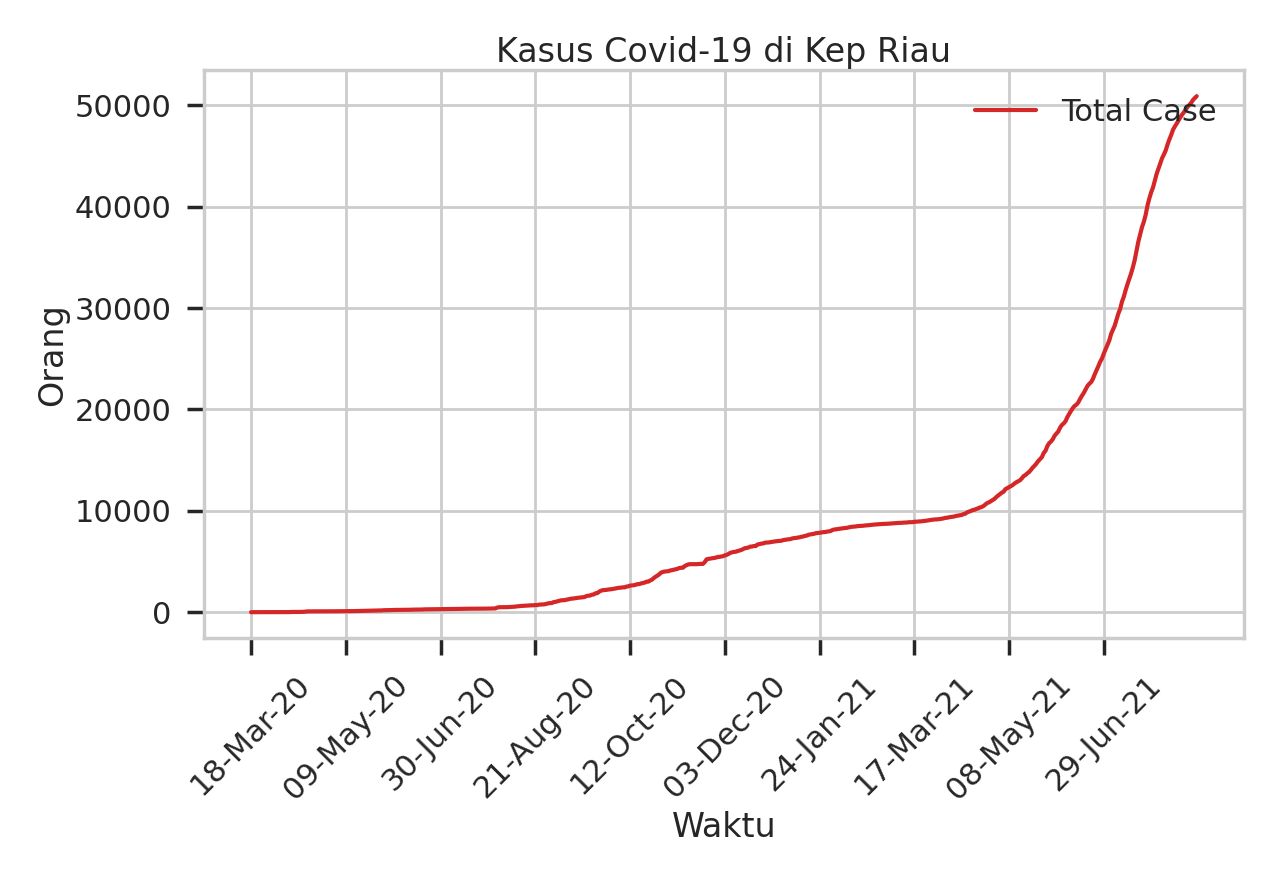 Kasus Covid-19 di Kep Riau
Total Case
Orang
50000
40000
30000
20000
10000
0
18-Mar-20
09-May-20
30-Jun-20
21-Aug-20
12-Oct-20
03-Dec-20
24-Jan-21
17-Mar-21
08-May-21
29-Jun-21
Waktu